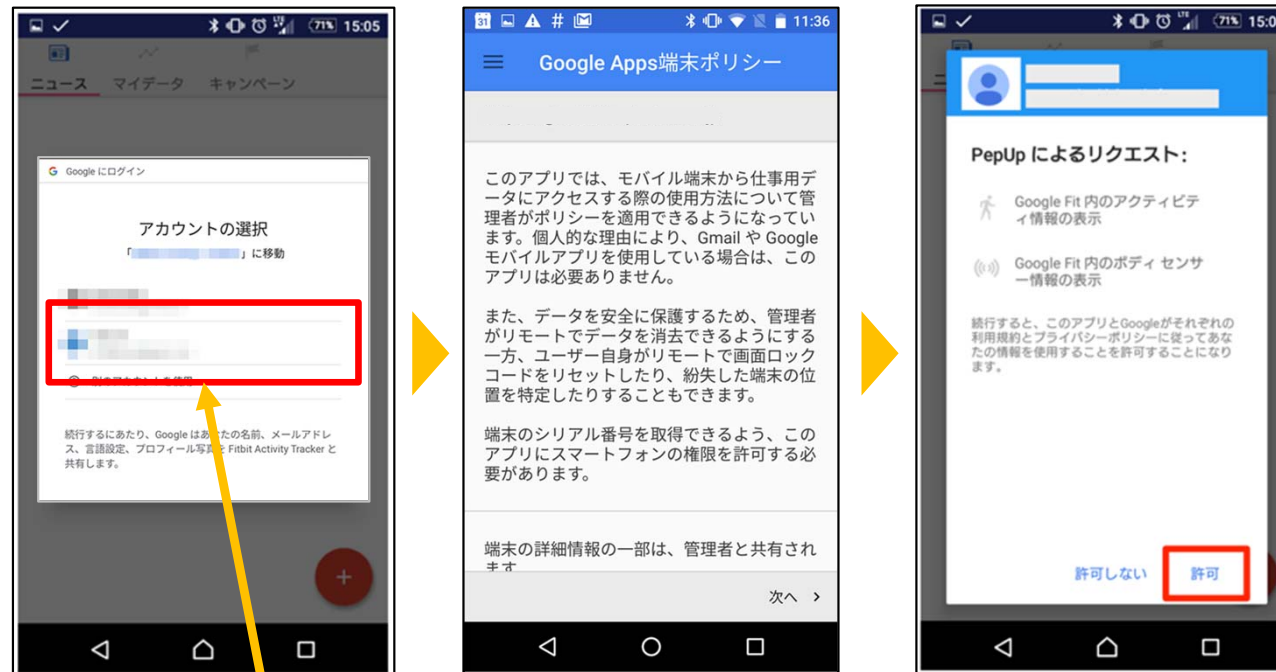 71% 15:05
ニュース マイデータ キャンペーン
G Google にログイン
アカウントの選択
「 」に移動
別のアカウントを使用
続行するにあたり、Google はあなたの名前、メールアドレ
ス、言語設定、プロフィール写真を Fitbit Activity Tracker と
共有します。
+
31 # 11:36
Google Apps端末ポリシー
このアプリでは、モバイル端末から仕事用デ
ータにアクセスする際の使用方法について管
理者がポリシーを適用できるようになってい
ます。個人的な理由により、Gmail や Google
モバイルアプリを使用している場合は、この
アプリは必要ありません。
また、データを安全に保護するため、管理者
がリモートでデータを消去できるようにする
一方、ユーザー自身がリモートで画面ロック
コードをリセットしたり、紛失した端末の位
置を特定したりすることもできます。
端末のシリアル番号を取得できるよう、この
アプリにスマートフォンの権限を許可する必
要があります。
端末の詳細情報の一部は、管理者と共有され
ます
次へ
LTE 71% 15:0
PepUp によるリクエスト:
Google Fit 内のアクティビテ
ィ情報の表示
Google Fit 内のボディ センサ
ー情報の表示
続行すると、このアプリとGoogleがそれぞれの
利用規約とプライバシーポリシーに従ってあな
たの情報を使用することを許可することになり
ます。
許可しない 許可